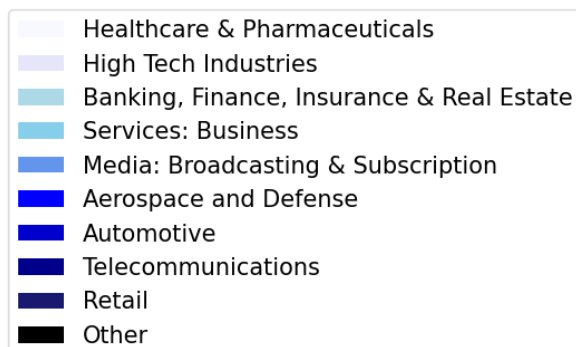 Healthcare & Pharmaceuticals
High Tech Industries
Banking, Finance, Insurance & Real Estate
Services: Business
Media: Broadcasting & Subscription
Aerospace and Defense
Automotive
Telecommunications
Retail
Other